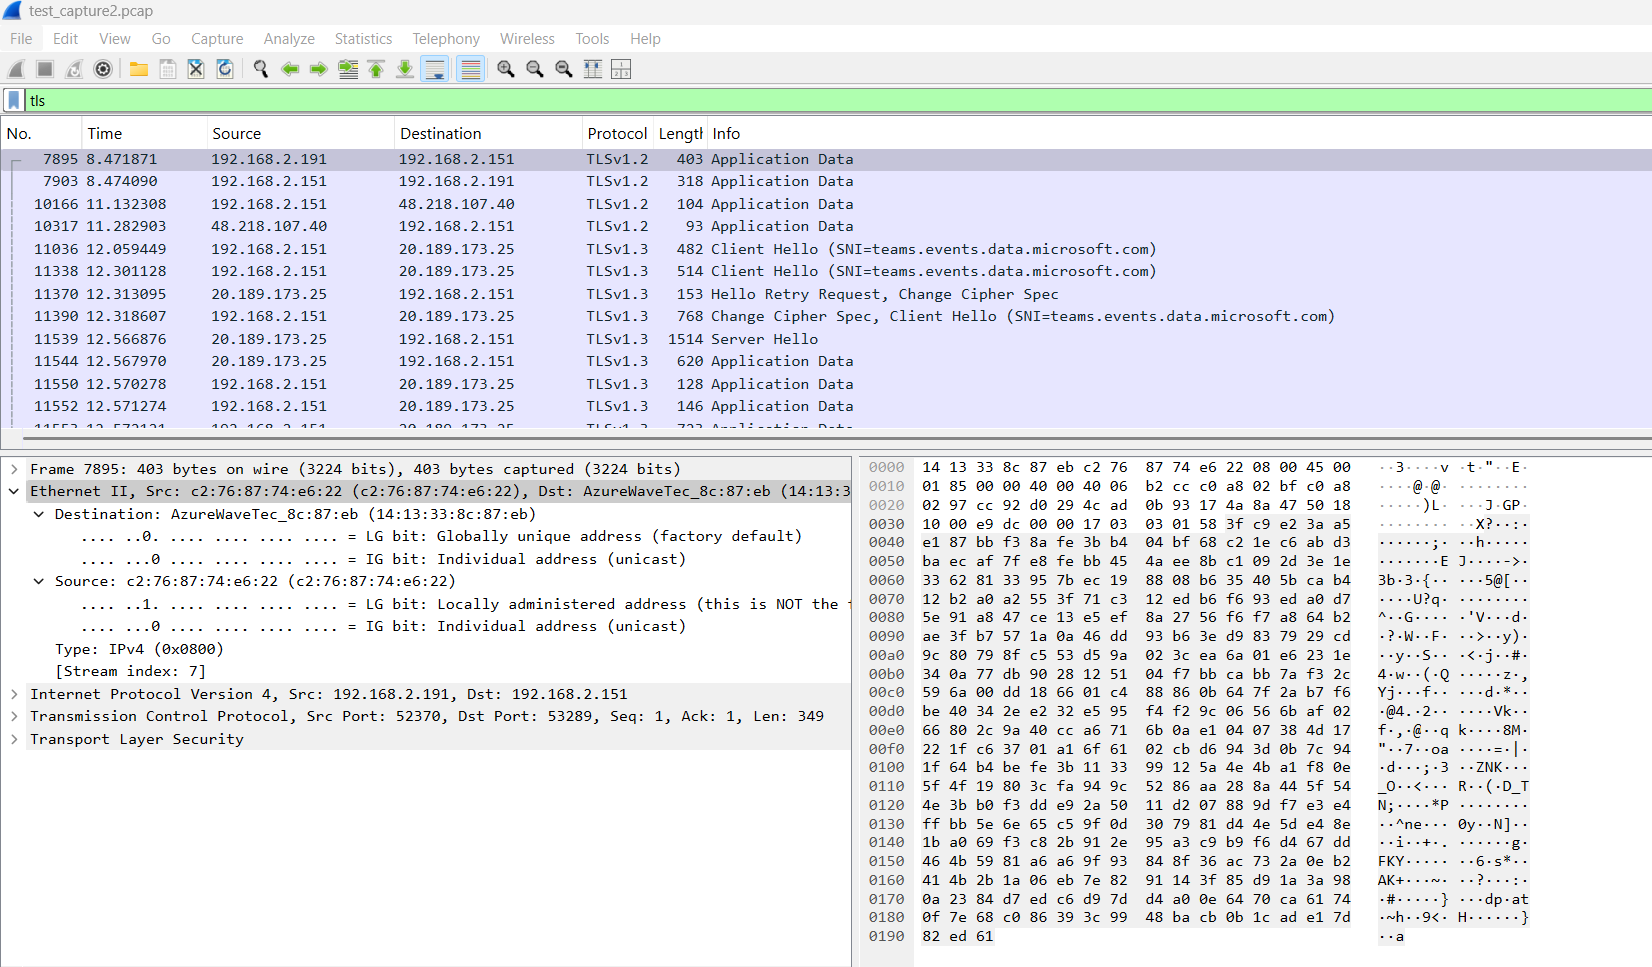 test_capture2.pcap
File Edit View Go Capture Analyze Statistics Telephony Wireless Tools Help
tls
No. Time Source Destination Protocol Length Info
7895 8.471871 192.168.2.191 192.168.2.151 TLSv1.2 403 Application Data
7903 8.474090 192.168.2.151 192.168.2.191 TLSv1.2 318 Application Data
10166 11.132308 192.168.2.151 48.218.107.40 TLSv1.2 104 Application Data
10317 11.282903 48.218.107.40 192.168.2.151 TLSv1.2 93 Application Data
11036 12.059449 192.168.2.151 20.189.173.25 TLSv1.3 482 Client Hello (SNI=teams.events.data.microsoft.com)
11338 12.301128 192.168.2.151 20.189.173.25 TLSv1.3 514 Client Hello (SNI=teams.events.data.microsoft.com)
11370 12.313095 20.189.173.25 192.168.2.151 TLSv1.3 153 Hello Retry Request, Change Cipher Spec
11390 12.318607 192.168.2.151 20.189.173.25 TLSv1.3 768 Change Cipher Spec, Client Hello (SNI=teams.events.data.microsoft.com)
11539 12.566876 20.189.173.25 192.168.2.151 TLSv1.3 1514 Server Hello
11544 12.567970 20.189.173.25 192.168.2.151 TLSv1.3 620 Application Data
11550 12.570278 192.168.2.151 20.189.173.25 TLSv1.3 128 Application Data
11552 12.571274 192.168.2.151 20.189.173.25 TLSv1.3 146 Application Data
Frame 7895: 403 bytes on wire (3224 bits), 403 bytes captured (3224 bits)
Ethernet II, Src: c2:76:87:74:e6:22 (c2:76:87:74:e6:22), Dst: AzureWaveTec_8c:87:eb (14:13:3
Destination: AzureWaveTec_8c:87:eb (14:13:33:8c:87:eb)
.... ..0. .... .... .... .... = LG bit: Globally unique address (factory default)
.... ...0 .... .... .... .... = IG bit: Individual address (unicast)
Source: c2:76:87:74:e6:22 (c2:76:87:74:e6:22)
.... ..1. .... .... .... .... = LG bit: Locally administered address (this is NOT the
.... ...0 .... .... .... .... = IG bit: Individual address (unicast)
Type: IPv4 (0x0800)
[Stream index: 7]
Internet Protocol Version 4, Src: 192.168.2.191, Dst: 192.168.2.151
Transmission Control Protocol, Src Port: 52370, Dst Port: 53289, Seq: 1, Ack: 1, Len: 349
Transport Layer Security
0000 14 13 33 8c 87 eb c2 76 87 74 e6 22 08 00 45 00 ··3····v ·t·"··E·
0010 01 85 00 00 40 00 40 06 b2 cc c0 a8 02 bf c0 a8 ····@·@· ········
0020 02 97 cc 92 d0 29 4c ad 0b 93 17 4a 8a 47 50 18 ·····)L· ···J·GP·
0030 10 00 e9 dc 00 00 17 03 03 01 58 3f c9 e2 3a a5 ········ ··X?··:·
0040 e1 87 bb f3 8a fe 3b b4 04 bf 68 c2 1e c6 ab d3 ······;· ··h·····
0050 ba ec af 7f e8 fe bb 45 4a ee 8b c1 09 2d 3e 1e ·······E J····->·
0060 33 62 81 33 95 7b ec 19 88 08 b6 35 40 5b ca b4 3b·3·{·· ···5@[··
0070 12 b2 a0 a2 55 3f 71 c3 12 ed b6 f6 93 ed a0 d7 ····U?q· ········
0080 5e 91 a8 47 ce 13 e5 ef 8a 27 56 f6 f7 a8 64 b2 ^··G···· ·'V···d·
0090 ae 3f b7 57 1a 0a 46 dd 93 b6 3e d9 83 79 29 cd ·?·W··F· ··>··y)·
00a0 9c 80 79 8f c5 53 d5 9a 02 3c ea 6a 01 e6 23 1e ··y··S·· ·<·j··#·
00b0 34 0a 77 db 90 28 12 51 04 f7 bb ca bb 7a f3 2c 4·w··(·Q ·····z·,
00c0 59 6a 00 dd 18 66 01 c4 88 86 0b 64 7f 2a b7 f6 Yj···f·· ···d·*··
00d0 be 40 34 2e e2 32 e5 95 f4 f2 9c 06 56 6b af 02 ·@4.·2·· ····Vk··
00e0 66 80 2c 9a 40 cc a6 71 6b 0a e1 04 07 38 4d 17 f·,·@··q k····8M·
00f0 22 1f c6 37 01 a1 6f 61 02 cb d6 94 3d 0b 7c 94 "··7··oa ····=·|·
0100 1f 64 b4 be fe 3b 11 33 99 12 5a 4e 4b a1 f8 0e ·d···;·3 ··ZNK···
0110 5f 4f 19 80 3c fa 94 9c 52 86 aa 28 8a 44 5f 54 _O··<··· R··(·D_T
0120 4e 3b b0 f3 dd e9 2a 50 11 d2 07 88 9d f7 e3 e4 N;····*P ········
0130 ff bb 5e 6e 65 c5 9f 0d 30 79 81 d4 4e 5d e4 8e ··^ne··· 0y··N]··
0140 1b a0 69 f3 c8 2b 91 2e 95 a3 c9 b9 f6 d4 67 dd ··i··+·. ······g·
0150 46 4b 59 81 a6 a6 9f 93 84 8f 36 ac 73 2a 0e b2 FKY····· ··6·s*··
0160 41 4b 2b 1a 06 eb 7e 82 91 14 3f 85 d9 1a 3a 98 AK+···~· ··?···:·
0170 0a 23 84 d7 ed c6 d9 7d d4 a0 0e 64 70 ca 61 74 ·#·····} ···dp·at
0180 0f 7e 68 c0 86 39 3c 99 48 ba cb 0b 1c ad e1 7d ·~h··9<· H······}
0190 82 ed 61 ··a